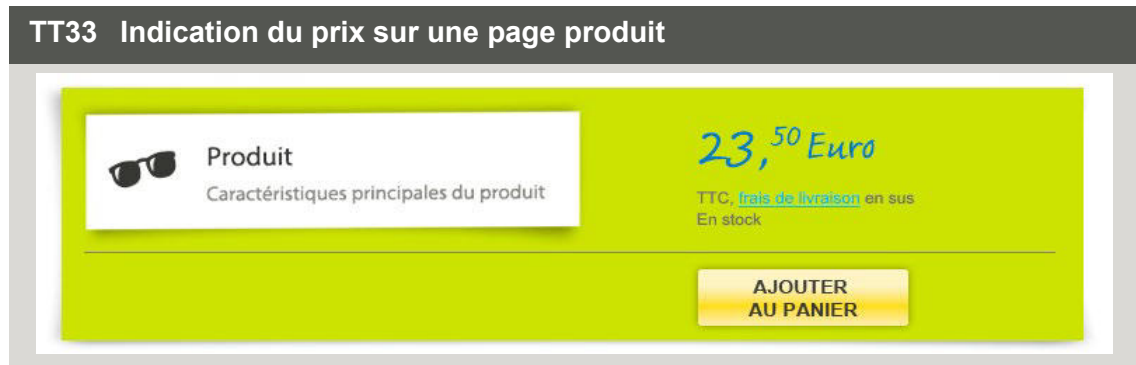 TT33 Indication du prix sur une page produit
Produit
Caractéristiques principales du produit
23,50 Euro
TTC, frais de livraison en sus
En stock
AJOUTER
AU PANIER